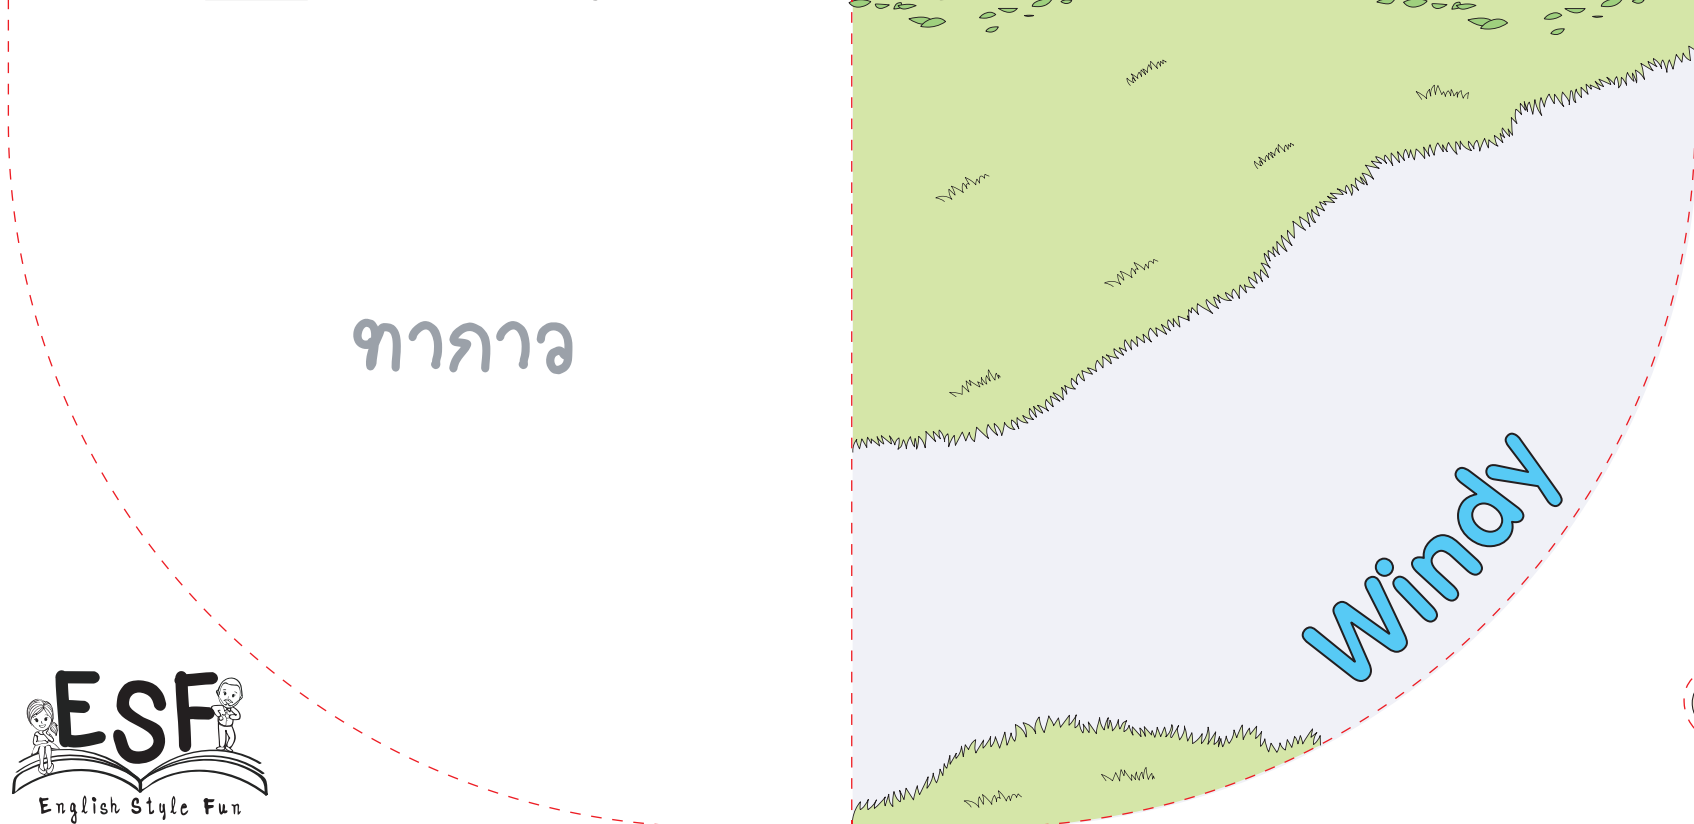 ทากาว
Windy
ESF
English Style Fun